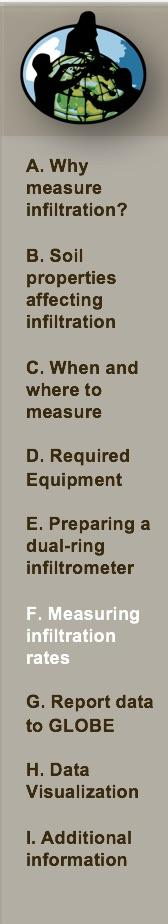 A. Why
measure
infiltration?
B. Soil
properties
affecting
infiltration
C. When and
where to
measure
D. Required
Equipment
E. Preparing a
dual-ring
infiltrometer
F. Measuring
infiltration
rates
G. Report data
to GLOBE
H. Data
Visualization
I. Additional
information